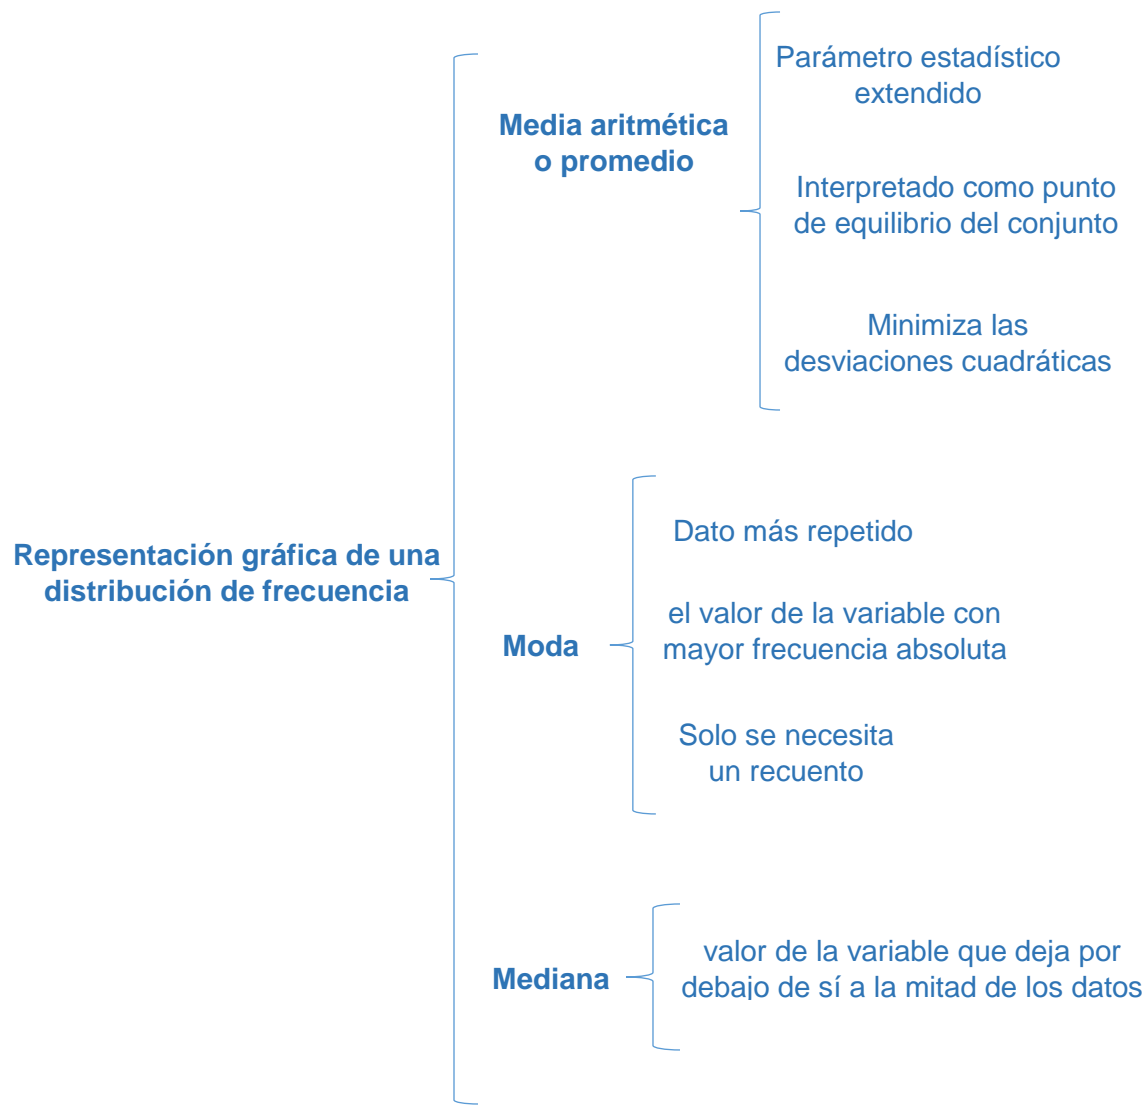 Representación gráfica de una
distribución de frecuencia
Media aritmética
o promedio
Parámetro estadístico
extendido
Interpretado como punto
de equilibrio del conjunto
Minimiza las
desviaciones cuadráticas
Moda
Dato más repetido
el valor de la variable con
mayor frecuencia absoluta
Solo se necesita
un recuento
Mediana
valor de la variable que deja por
debajo de sí a la mitad de los datos